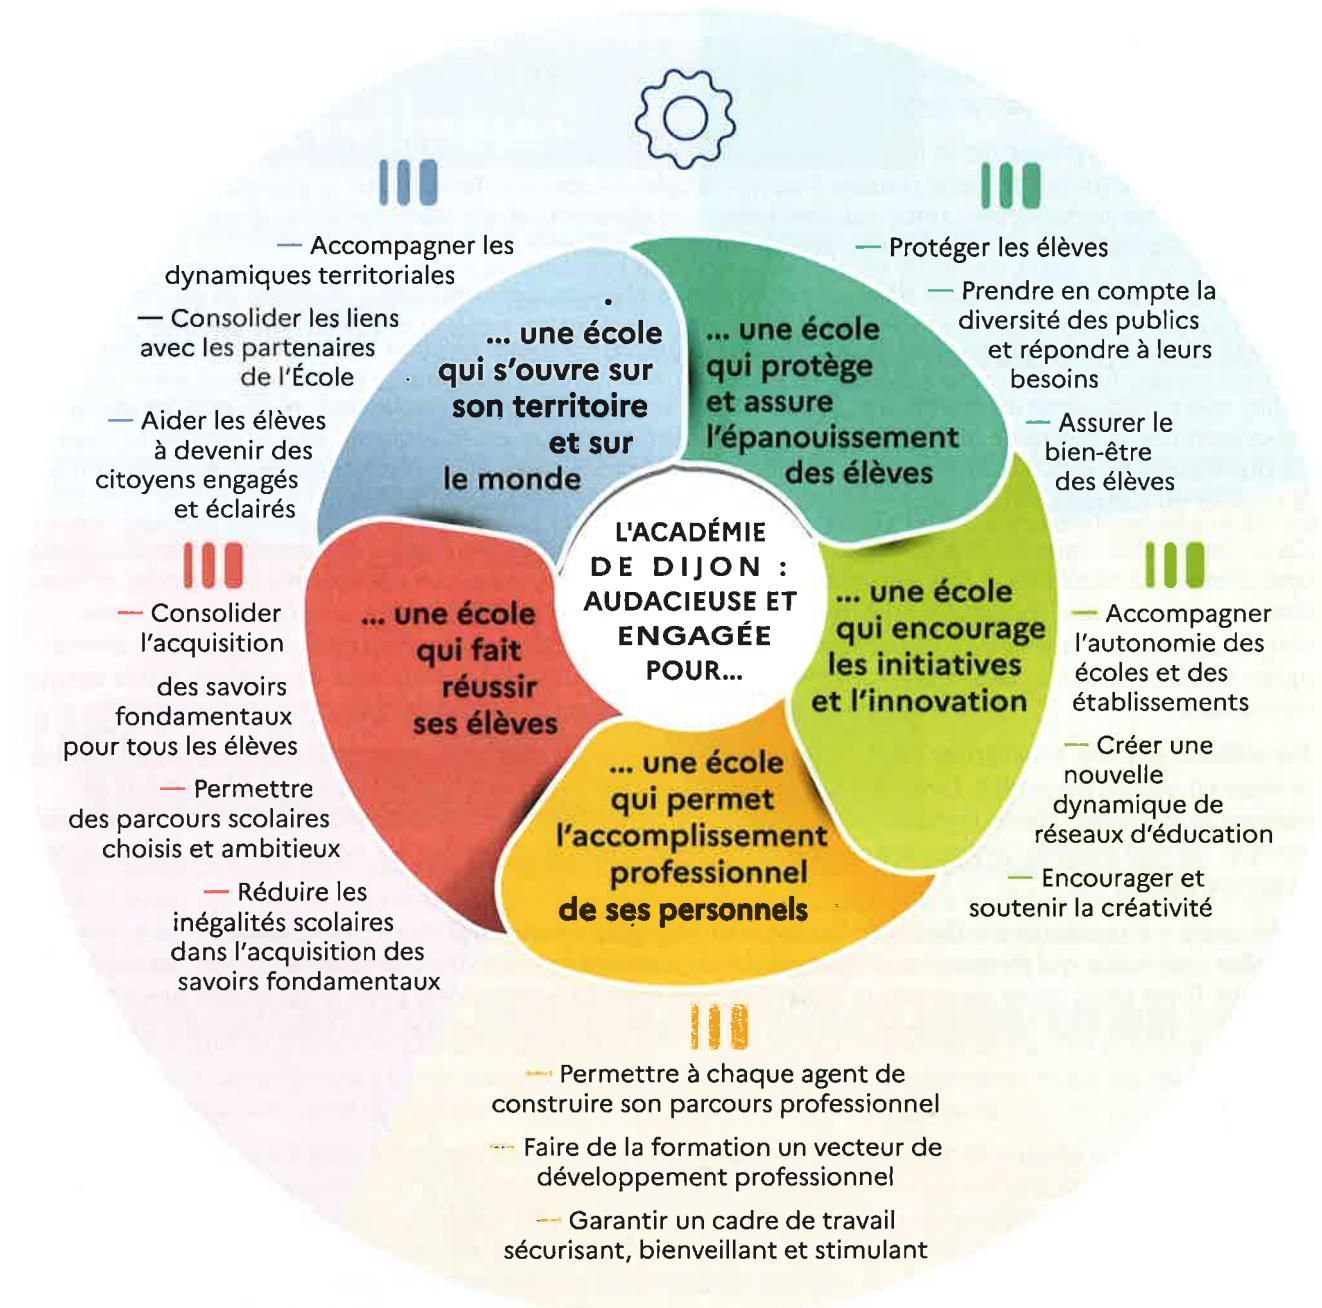 L'ACADÉMIE
DE DIJON :
AUDACIEUSE ET
ENGAGÉE
POUR...
... une école
qui s'ouvre sur
son territoire
et sur
le monde
— Accompagner les
dynamiques territoriales
— Consolider les liens
avec les partenaires
de l'École
— Aider les élèves
à devenir des
citoyens engagés
et éclairés
... une école
qui protège
et assure
l'épanouissement
des élèves
— Protéger les élèves
— Prendre en compte la
diversité des publics
et répondre à leurs
besoins
— Assurer le
bien-être
des élèves
... une école
qui encourage
les initiatives
et l'innovation
— Accompagner
l'autonomie des
écoles et des
établissements
— Créer une
nouvelle
dynamique de
réseaux d'éducation
— Encourager et
soutenir la créativité
... une école
qui permet
l'accomplissement
professionnel
de ses personnels
— Permettre à chaque agent de
construire son parcours professionnel
— Faire de la formation un vecteur de
développement professionnel
— Garantir un cadre de travail
sécurisant, bienveillant et stimulant
... une école
qui fait
réussir
ses élèves
— Consolider
l'acquisition
des savoirs
fondamentaux
pour tous les élèves
— Permettre
des parcours scolaires
choisis et ambitieux
— Réduire les
inégalités scolaires
dans l'acquisition des
savoirs fondamentaux